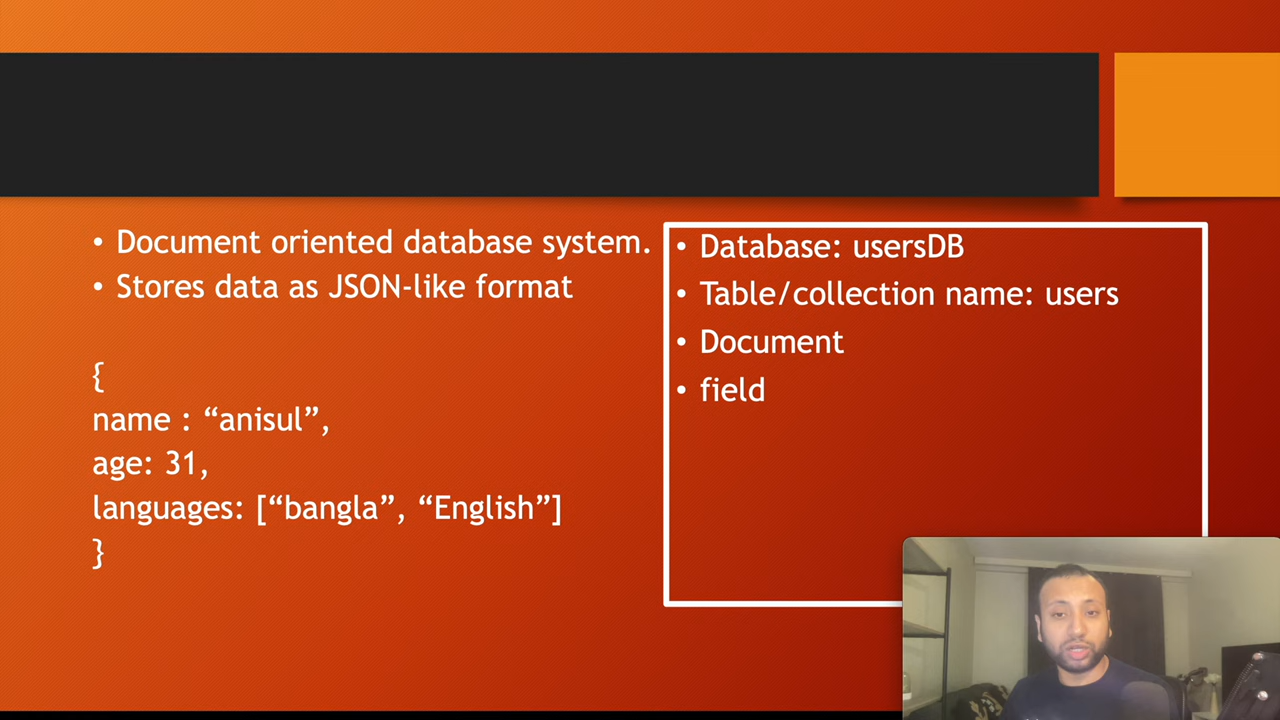 • Document oriented database system.
• Stores data as JSON-like format
{
name : “anisul”,
age: 31,
languages: [“bangla”, “English”]
}
• Database: usersDB
• Table/collection name: users
• Document
• field